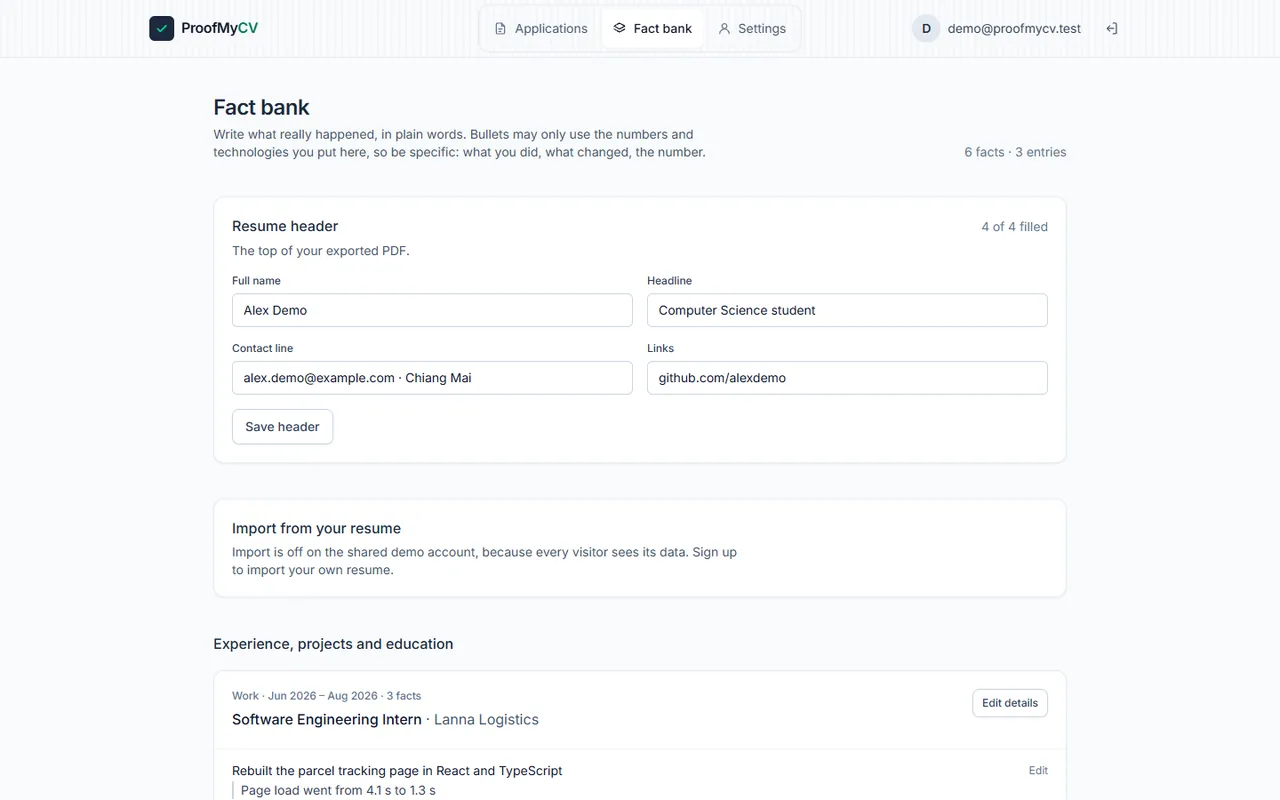 ProofMyCV
Applications
Fact bank
Settings
D
demo@proofmycv.test
Fact bank
Write what really happened, in plain words. Bullets may only use the numbers and
technologies you put here, so be specific: what you did, what changed, the number.
6 facts · 3 entries
Resume header
4 of 4 filled
The top of your exported PDF.
Full name
Headline
Alex Demo
Computer Science student
Contact line
Links
alex.demo@example.com · Chiang Mai
github.com/alexdemo
Save header
Import from your resume
Import is off on the shared demo account, because every visitor sees its data. Sign up
to import your own resume.
Experience, projects and education
Work · Jun 2026 – Aug 2026 · 3 facts
Software Engineering Intern · Lanna Logistics
Edit details
Rebuilt the parcel tracking page in React and TypeScript
Edit
Page load went from 4.1 s to 1.3 s